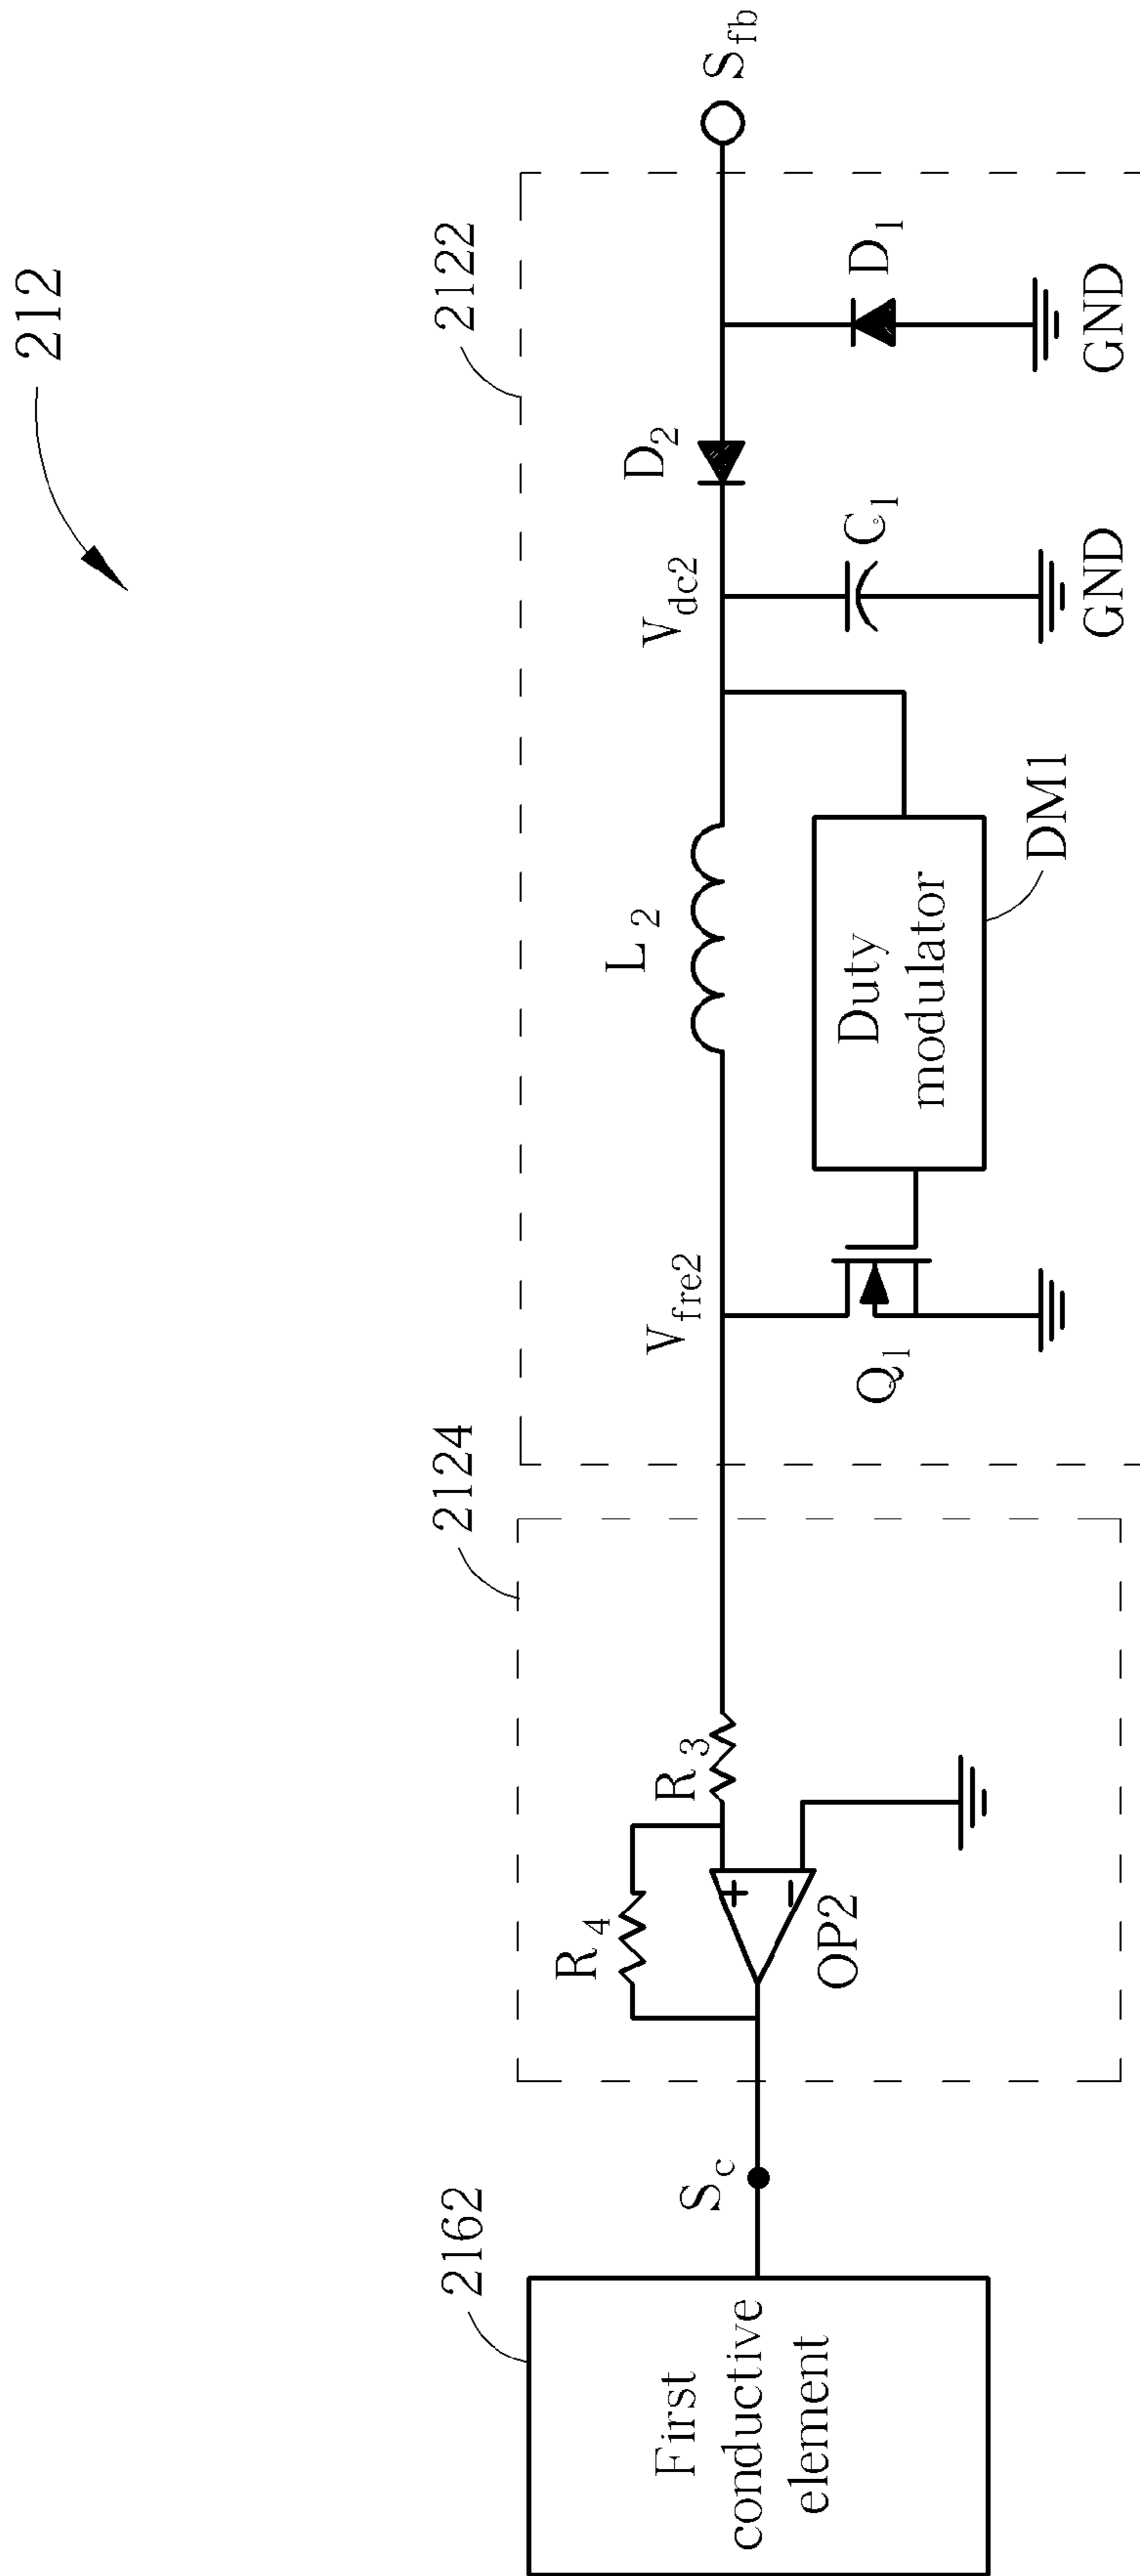 212
2162
First
conductive
element
S_c
2124
R_4
R_3
OP2
2122
V_fre2
Q_1
L_2
Duty
modulator
DM1
V_dc2
C_1
GND
D_2
D_1
GND
S_fb